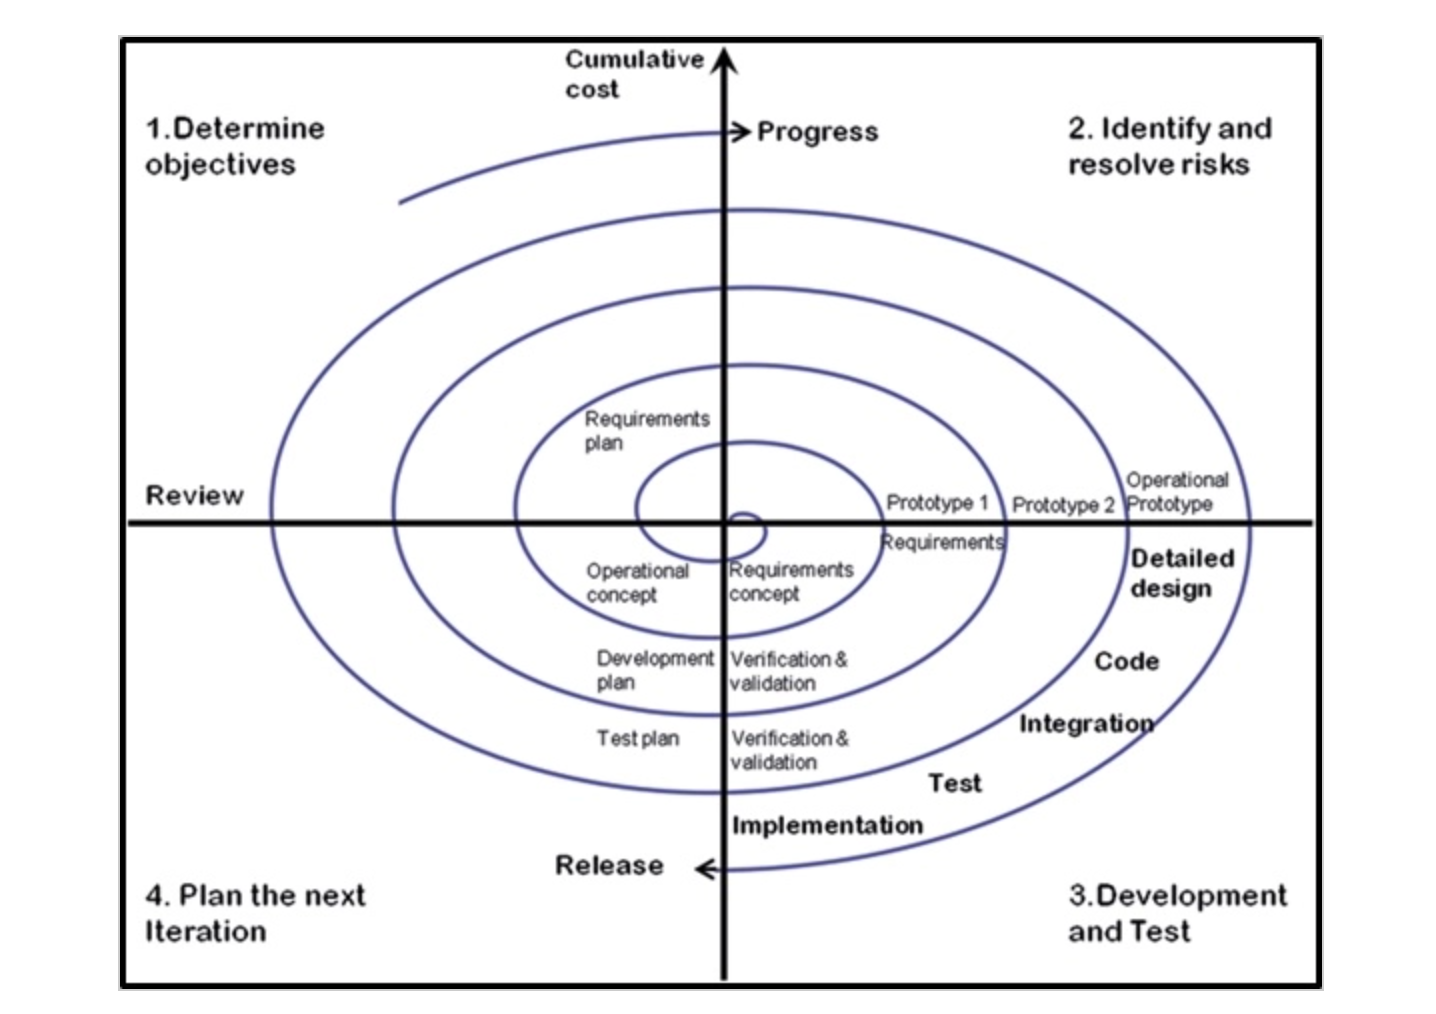 Cumulative
cost
Progress
1.Determine
objectives
2. Identify and
resolve risks
Requirements
plan
Review
Prototype 1
Prototype 2
Operational
Prototype
Requirements
Detailed
design
Operational
concept
Requirements
concept
Code
Development
plan
Verification &
validation
Integration
Test plan
Verification &
validation
Test
Implementation
Release
4. Plan the next
Iteration
3.Development
and Test